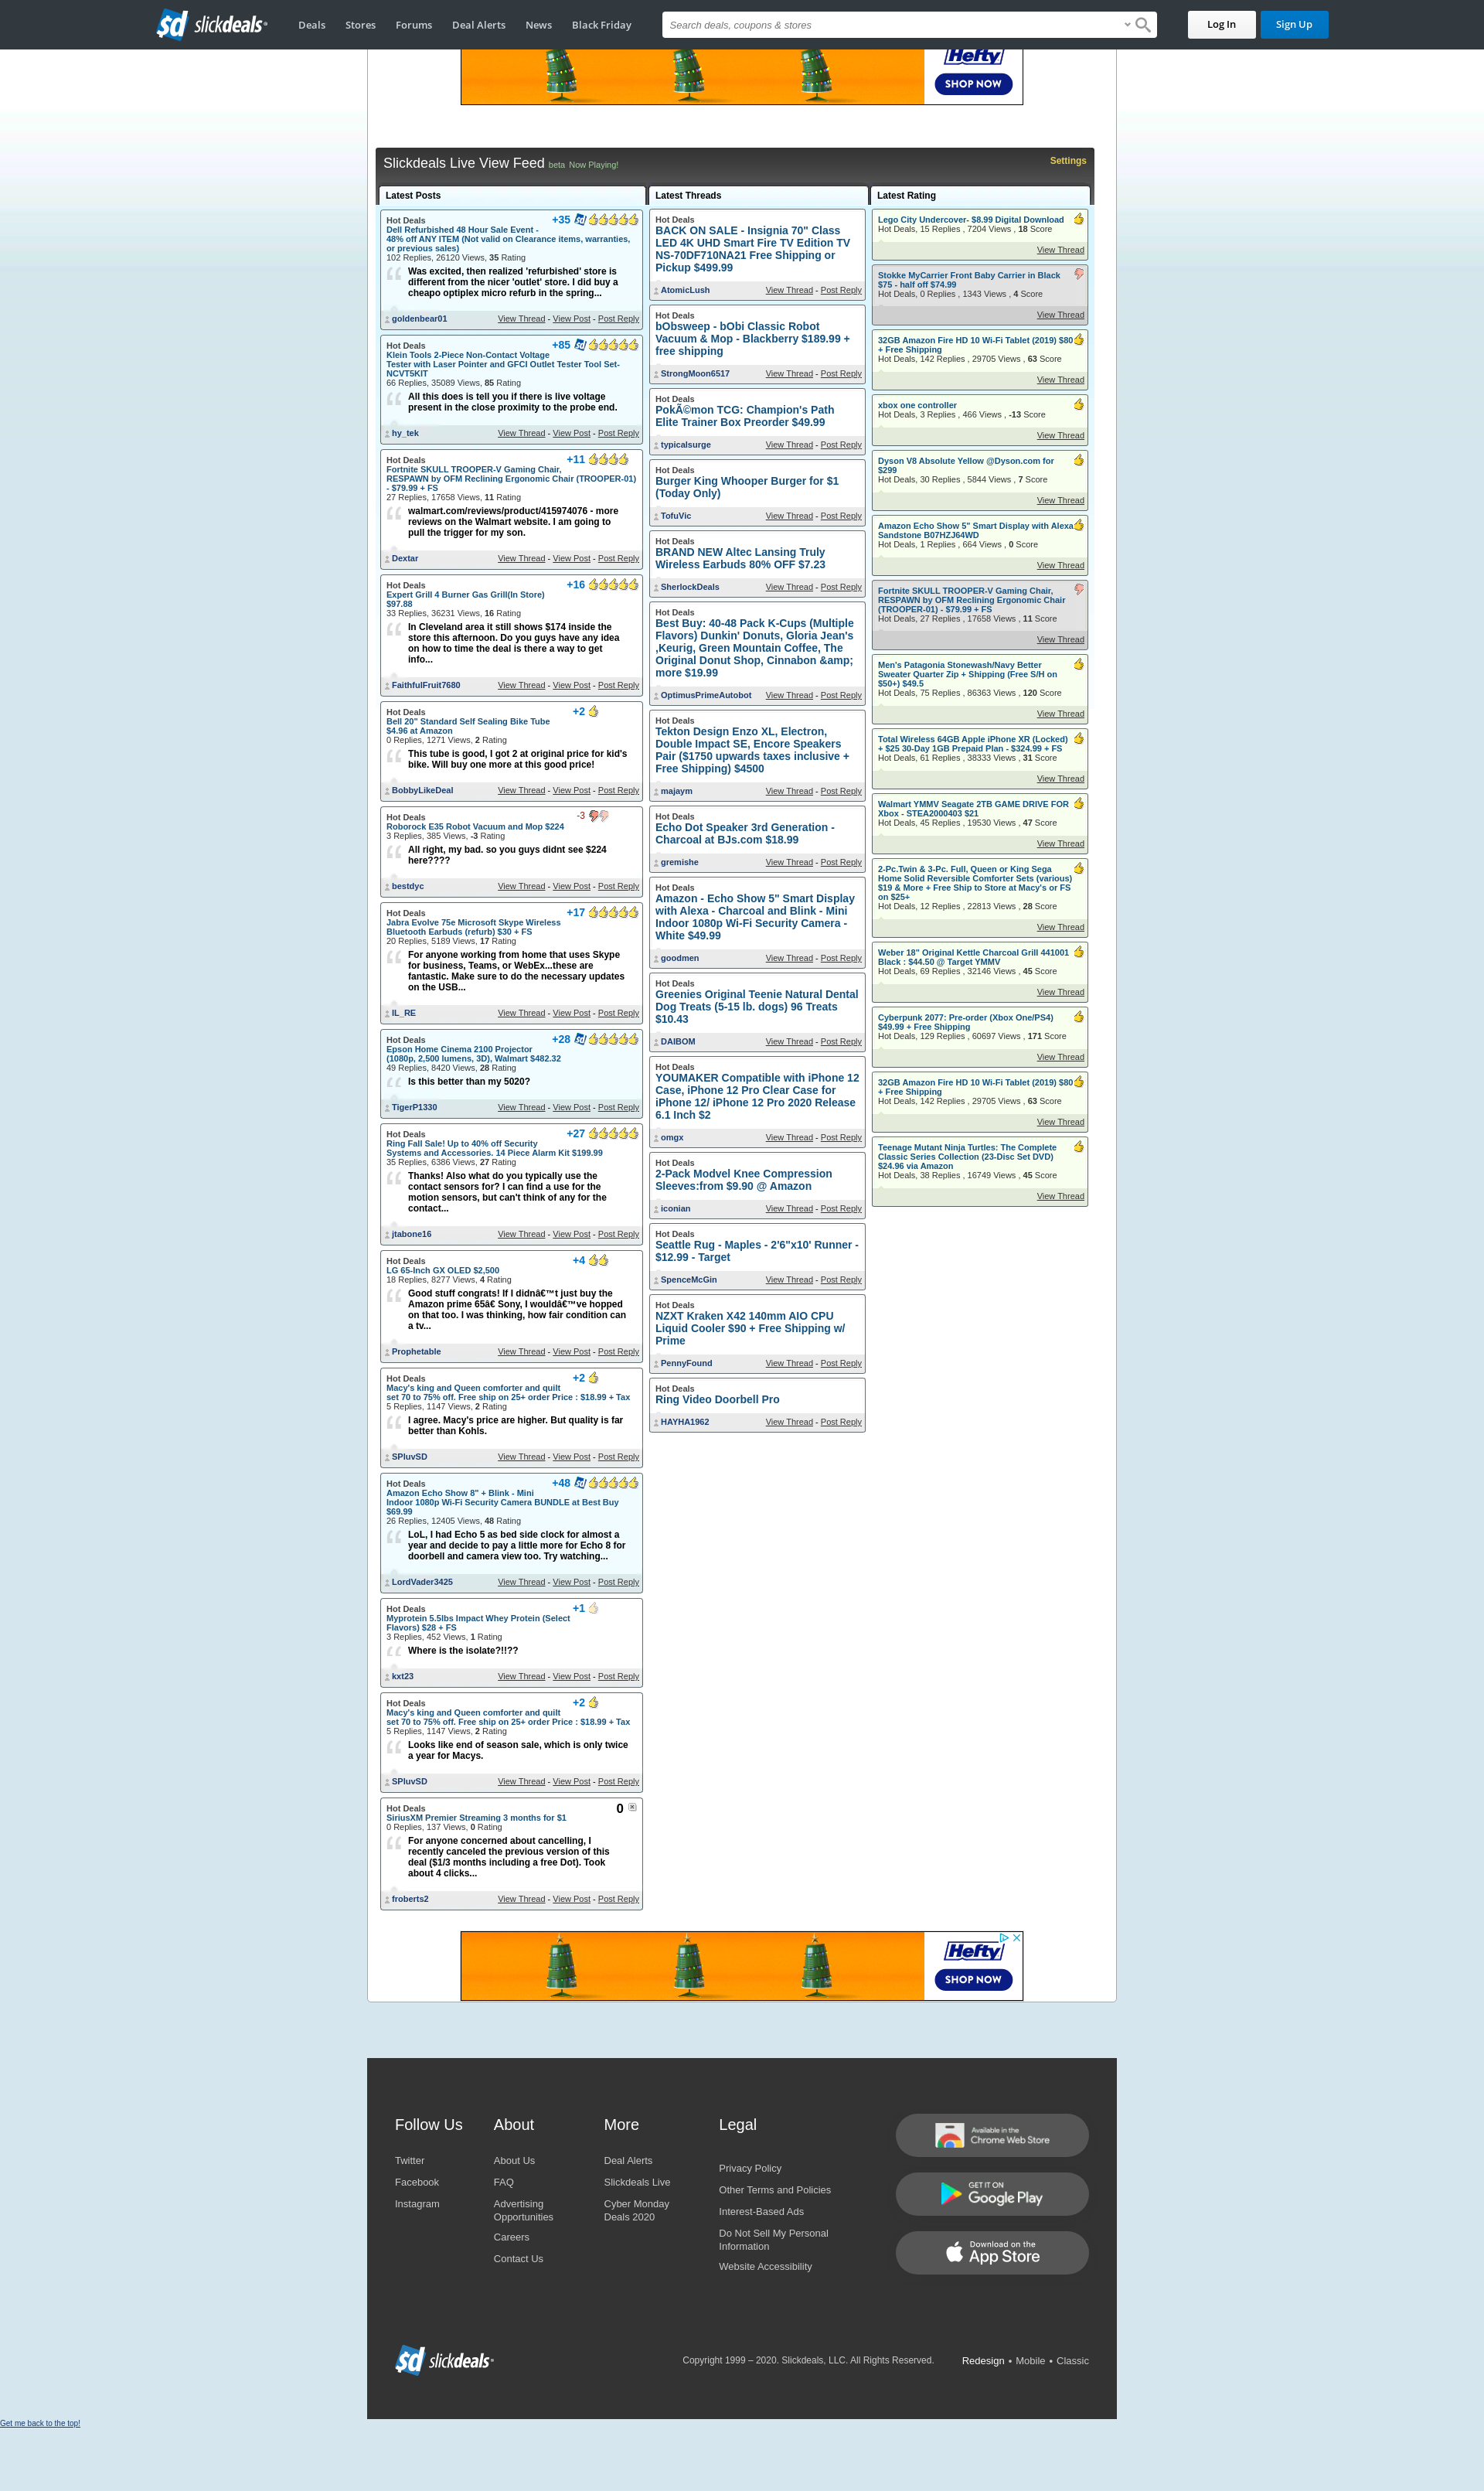 sd slickdeals
Deals
Stores
Forums
Deal Alerts
News
Black Friday
Search deals, coupons & stores
Log In
Sign Up
Hefty
SHOP NOW
Slickdeals Live View Feed beta Now Playing!
Settings
Latest Posts
Hot Deals
+35
Dell Refurbished 48 Hour Sale Event -
48% off ANY ITEM (Not valid on Clearance items, warranties,
or previous sales)
102 Replies, 26120 Views, 35 Rating
Was excited, then realized 'refurbished' store is
different from the nicer 'outlet' store. I did buy a
cheapo optiplex micro refurb in the spring...
goldenbear01
View Thread - View Post - Post Reply
Hot Deals
+85
Klein Tools 2-Piece Non-Contact Voltage
Tester with Laser Pointer and GFCI Outlet Tester Tool Set-
NCVT5KIT
66 Replies, 35089 Views, 85 Rating
All this does is tell you if there is live voltage
present in the close proximity to the probe end.
hy_tek
View Thread - View Post - Post Reply
Hot Deals
+11
Fortnite SKULL TROOPER-V Gaming Chair,
RESPAWN by OFM Reclining Ergonomic Chair (TROOPER-01)
- $79.99 + FS
27 Replies, 17658 Views, 11 Rating
walmart.com/reviews/product/415974076 - more
reviews on the Walmart website. I am going to
pull the trigger for my son.
Dextar
View Thread - View Post - Post Reply
Hot Deals
+16
Expert Grill 4 Burner Gas Grill(In Store)
$97.88
33 Replies, 36231 Views, 16 Rating
In Cleveland area it still shows $174 inside the
store this afternoon. Do you guys have any idea
on how to time the deal is there a way to get
info...
FaithfulFruit7680
View Thread - View Post - Post Reply
Hot Deals
+2
Bell 20" Standard Self Sealing Bike Tube
$4.96 at Amazon
0 Replies, 1271 Views, 2 Rating
This tube is good, I got 2 at original price for kid's
bike. Will buy one more at this good price!
BobbyLikeDeal
View Thread - View Post - Post Reply
Hot Deals
-3
Roborock E35 Robot Vacuum and Mop $224
3 Replies, 385 Views, -3 Rating
All right, my bad. so you guys didnt see $224
here????
bestdyc
View Thread - View Post - Post Reply
Hot Deals
+17
Jabra Evolve 75e Microsoft Skype Wireless
Bluetooth Earbuds (refurb) $30 + FS
20 Replies, 5189 Views, 17 Rating
For anyone working from home that uses Skype
for business, Teams, or WebEx...these are
fantastic. Make sure to do the necessary updates
on the USB...
IL_RE
View Thread - View Post - Post Reply
Hot Deals
+28
Epson Home Cinema 2100 Projector
(1080p, 2,500 lumens, 3D), Walmart $482.32
49 Replies, 8420 Views, 28 Rating
Is this better than my 5020?
TigerP1330
View Thread - View Post - Post Reply
Hot Deals
+27
Ring Fall Sale! Up to 40% off Security
Systems and Accessories. 14 Piece Alarm Kit $199.99
35 Replies, 6386 Views, 27 Rating
Thanks! Also what do you typically use the
contact sensors for? I can find a use for the
motion sensors, but can't think of any for the
contact...
jtabone16
View Thread - View Post - Post Reply
Hot Deals
+4
LG 65-Inch GX OLED $2,500
18 Replies, 8277 Views, 4 Rating
Good stuff congrats! If I didnâ€™t just buy the
Amazon prime 65â€ Sony, I wouldâ€™ve hopped
on that too. I was thinking, how fair condition can
a tv...
Prophetable
View Thread - View Post - Post Reply
Hot Deals
+2
Macy's king and Queen comforter and quilt
set 70 to 75% off. Free ship on 25+ order Price : $18.99 + Tax
5 Replies, 1147 Views, 2 Rating
I agree. Macy's price are higher. But quality is far
better than Kohls.
SPluvSD
View Thread - View Post - Post Reply
Hot Deals
+48
Amazon Echo Show 8" + Blink - Mini
Indoor 1080p Wi-Fi Security Camera BUNDLE at Best Buy
$69.99
26 Replies, 12405 Views, 48 Rating
LoL, I had Echo 5 as bed side clock for almost a
year and decide to pay a little more for Echo 8 for
doorbell and camera view too. Try watching...
LordVader3425
View Thread - View Post - Post Reply
Hot Deals
+1
Myprotein 5.5lbs Impact Whey Protein (Select
Flavors) $28 + FS
3 Replies, 452 Views, 1 Rating
Where is the isolate?!!??
kxt23
View Thread - View Post - Post Reply
Hot Deals
+2
Macy's king and Queen comforter and quilt
set 70 to 75% off. Free ship on 25+ order Price : $18.99 + Tax
5 Replies, 1147 Views, 2 Rating
Looks like end of season sale, which is only twice
a year for Macys.
SPluvSD
View Thread - View Post - Post Reply
Hot Deals
0
SiriusXM Premier Streaming 3 months for $1
0 Replies, 137 Views, 0 Rating
For anyone concerned about cancelling, I
recently canceled the previous version of this
deal ($1/3 months including a free Dot). Took
about 4 clicks...
froberts2
View Thread - View Post - Post Reply
Latest Threads
Hot Deals
BACK ON SALE - Insignia 70" Class
LED 4K UHD Smart Fire TV Edition TV
NS-70DF710NA21 Free Shipping or
Pickup $499.99
AtomicLush
View Thread - Post Reply
Hot Deals
bObsweep - bObi Classic Robot
Vacuum & Mop - Blackberry $189.99 +
free shipping
StrongMoon6517
View Thread - Post Reply
Hot Deals
PokÃ©mon TCG: Champion's Path
Elite Trainer Box Preorder $49.99
typicalsurge
View Thread - Post Reply
Hot Deals
Burger King Whooper Burger for $1
(Today Only)
TofuVic
View Thread - Post Reply
Hot Deals
BRAND NEW Altec Lansing Truly
Wireless Earbuds 80% OFF $7.23
SherlockDeals
View Thread - Post Reply
Hot Deals
Best Buy: 40-48 Pack K-Cups (Multiple
Flavors) Dunkin' Donuts, Gloria Jean's
,Keurig, Green Mountain Coffee, The
Original Donut Shop, Cinnabon &amp;
more $19.99
OptimusPrimeAutobot
View Thread - Post Reply
Hot Deals
Tekton Design Enzo XL, Electron,
Double Impact SE, Encore Speakers
Pair ($1750 upwards taxes inclusive +
Free Shipping) $4500
majaym
View Thread - Post Reply
Hot Deals
Echo Dot Speaker 3rd Generation -
Charcoal at BJs.com $18.99
gremishe
View Thread - Post Reply
Hot Deals
Amazon - Echo Show 5" Smart Display
with Alexa - Charcoal and Blink - Mini
Indoor 1080p Wi-Fi Security Camera -
White $49.99
goodmen
View Thread - Post Reply
Hot Deals
Greenies Original Teenie Natural Dental
Dog Treats (5-15 lb. dogs) 96 Treats
$10.43
DAIBOM
View Thread - Post Reply
Hot Deals
YOUMAKER Compatible with iPhone 12
Case, iPhone 12 Pro Clear Case for
iPhone 12/ iPhone 12 Pro 2020 Release
6.1 Inch $2
omgx
View Thread - Post Reply
Hot Deals
2-Pack Modvel Knee Compression
Sleeves:from $9.90 @ Amazon
iconian
View Thread - Post Reply
Hot Deals
Seattle Rug - Maples - 2'6"x10' Runner -
$12.99 - Target
SpenceMcGin
View Thread - Post Reply
Hot Deals
NZXT Kraken X42 140mm AIO CPU
Liquid Cooler $90 + Free Shipping w/
Prime
PennyFound
View Thread - Post Reply
Hot Deals
Ring Video Doorbell Pro
HAYHA1962
View Thread - Post Reply
Latest Rating
Lego City Undercover- $8.99 Digital Download
Hot Deals, 15 Replies , 7204 Views , 18 Score
View Thread
Stokke MyCarrier Front Baby Carrier in Black
$75 - half off $74.99
Hot Deals, 0 Replies , 1343 Views , 4 Score
View Thread
32GB Amazon Fire HD 10 Wi-Fi Tablet (2019) $80
+ Free Shipping
Hot Deals, 142 Replies , 29705 Views , 63 Score
View Thread
xbox one controller
Hot Deals, 3 Replies , 466 Views , -13 Score
View Thread
Dyson V8 Absolute Yellow @Dyson.com for
$299
Hot Deals, 30 Replies , 5844 Views , 7 Score
View Thread
Amazon Echo Show 5" Smart Display with Alexa
Sandstone B07HZJ64WD
Hot Deals, 1 Replies , 664 Views , 0 Score
View Thread
Fortnite SKULL TROOPER-V Gaming Chair,
RESPAWN by OFM Reclining Ergonomic Chair
(TROOPER-01) - $79.99 + FS
Hot Deals, 27 Replies , 17658 Views , 11 Score
View Thread
Men's Patagonia Stonewash/Navy Better
Sweater Quarter Zip + Shipping (Free S/H on
$50+) $49.5
Hot Deals, 75 Replies , 86363 Views , 120 Score
View Thread
Total Wireless 64GB Apple iPhone XR (Locked)
+ $25 30-Day 1GB Prepaid Plan - $324.99 + FS
Hot Deals, 61 Replies , 38333 Views , 31 Score
View Thread
Walmart YMMV Seagate 2TB GAME DRIVE FOR
Xbox - STEA2000403 $21
Hot Deals, 45 Replies , 19530 Views , 47 Score
View Thread
2-Pc.Twin & 3-Pc. Full, Queen or King Sega
Home Solid Reversible Comforter Sets (various)
$19 & More + Free Ship to Store at Macy's or FS
on $25+
Hot Deals, 12 Replies , 22813 Views , 28 Score
View Thread
Weber 18" Original Kettle Charcoal Grill 441001
Black : $44.50 @ Target YMMV
Hot Deals, 69 Replies , 32146 Views , 45 Score
View Thread
Cyberpunk 2077: Pre-order (Xbox One/PS4)
$49.99 + Free Shipping
Hot Deals, 129 Replies , 60697 Views , 171 Score
View Thread
32GB Amazon Fire HD 10 Wi-Fi Tablet (2019) $80
+ Free Shipping
Hot Deals, 142 Replies , 29705 Views , 63 Score
View Thread
Teenage Mutant Ninja Turtles: The Complete
Classic Series Collection (23-Disc Set DVD)
$24.96 via Amazon
Hot Deals, 38 Replies , 16749 Views , 45 Score
View Thread
Hefty
SHOP NOW
Follow Us
Twitter
Facebook
Instagram
About
About Us
FAQ
Advertising
Opportunities
Careers
Contact Us
More
Deal Alerts
Slickdeals Live
Cyber Monday
Deals 2020
Legal
Privacy Policy
Other Terms and Policies
Interest-Based Ads
Do Not Sell My Personal
Information
Website Accessibility
Available in the
Chrome Web Store
GET IT ON
Google Play
Download on the
App Store
sd slickdeals
Copyright 1999 – 2020. Slickdeals, LLC. All Rights Reserved.
Redesign • Mobile • Classic
Get me back to the top!